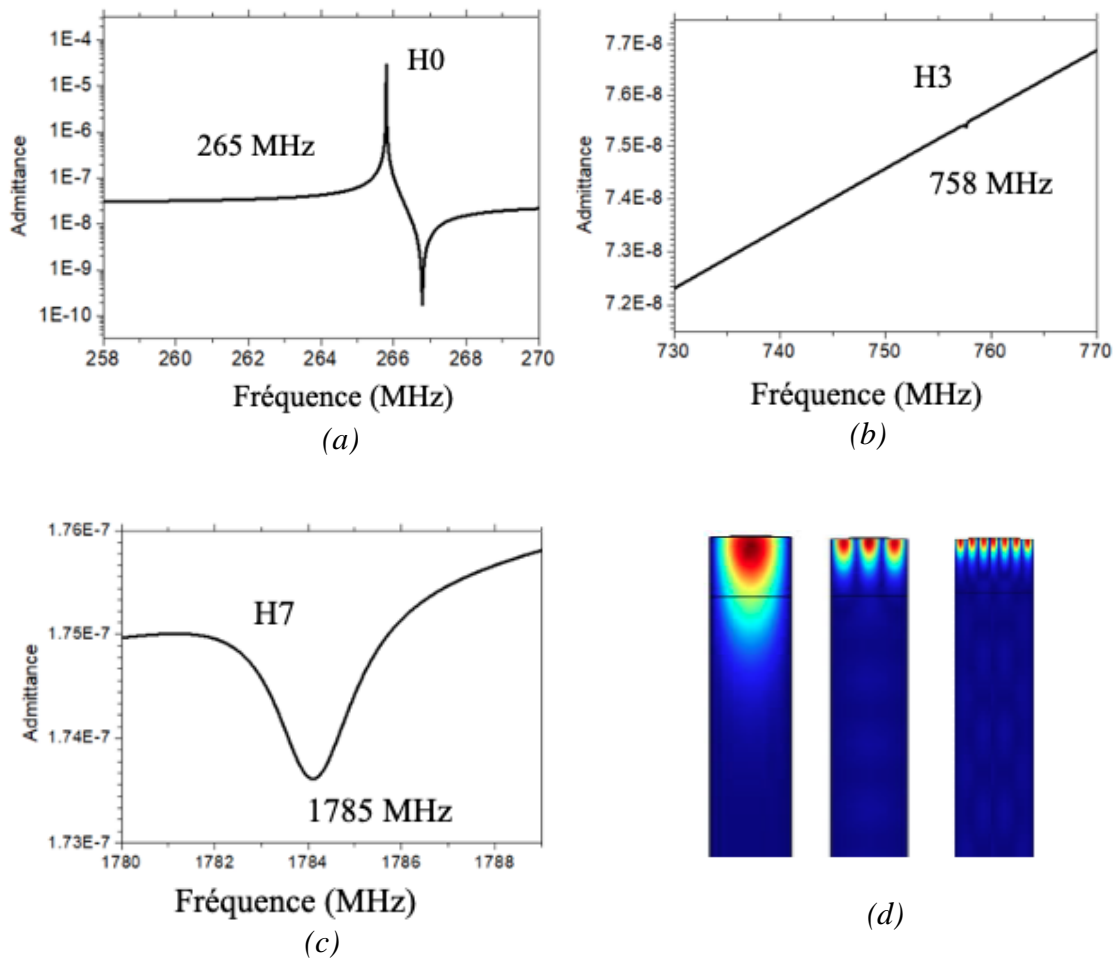 1E-4
1E-5
1E-6
1E-7
1E-8
1E-9
1E-10
Admittance
H0
265 MHz
258 260 262 264 266 268 270
Fréquence (MHz)
(a)
7.7E-8
7.6E-8
7.5E-8
7.4E-8
7.3E-8
7.2E-8
Admittance
H3
758 MHz
730 740 750 760 770
Fréquence (MHz)
(b)
1.76E-7
1.75E-7
1.74E-7
1.73E-7
Admittance
H7
1785 MHz
1780 1782 1784 1786 1788
Fréquence (MHz)
(c)
(d)